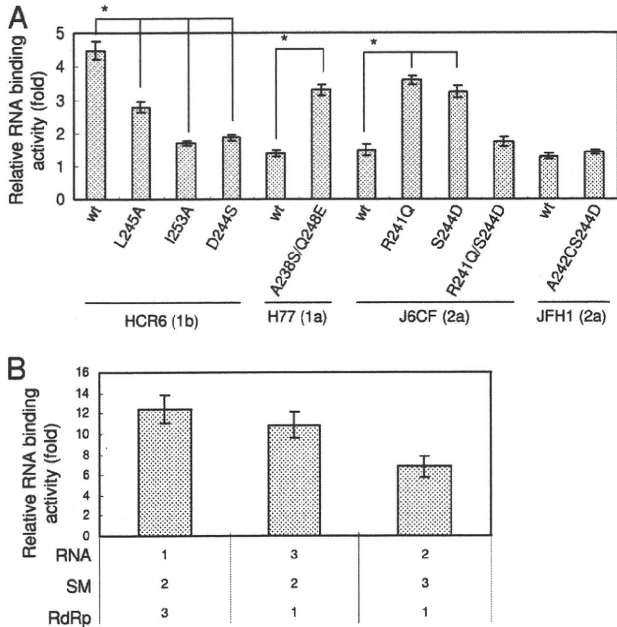 A
Relative RNA binding
activity (fold)
5
4
3
2
1
0
*
*
*
wt
L245A
I253A
D244S
wt
A238S/Q248E
wt
R241Q
S244D
R241Q/S244D
wt
A242CS244D
HCR6 (1b)
H77 (1a)
J6CF (2a)
JFH1 (2a)
B
Relative RNA binding
activity (fold)
16
14
12
10
8
6
4
2
0
RNA 1 3 2
SM 2 2 3
RdRp 3 1 1